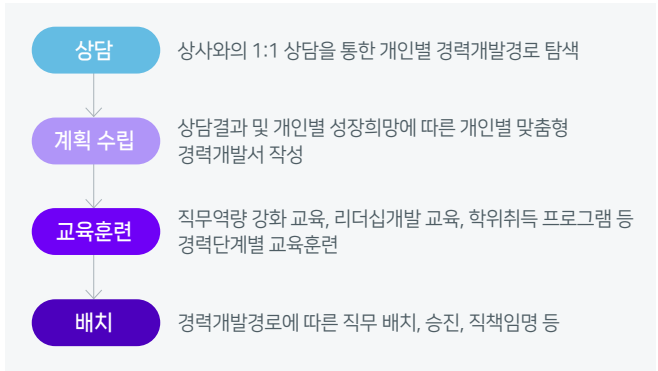 상담
상사와의 1:1 상담을 통한 개인별 경력개발경로 탐색
계획 수립
상담결과 및 개인별 성장희망에 따른 개인별 맞춤형
경력개발서 작성
교육훈련
직무역량 강화 교육, 리더십개발 교육, 학위취득 프로그램 등
경력단계별 교육훈련
배치
경력개발경로에 따른 직무 배치, 승진, 직책임명 등